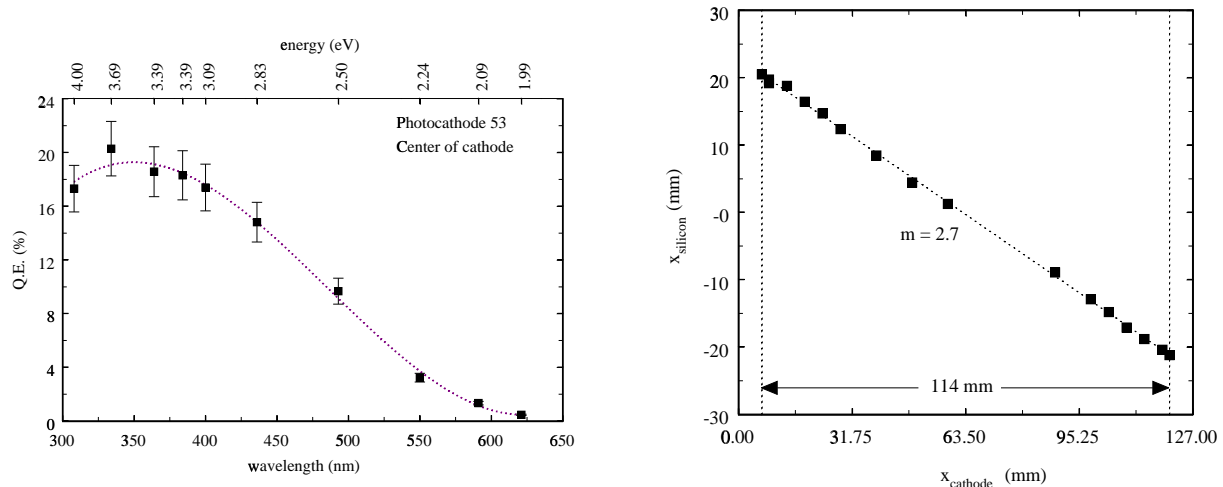 energy (eV)
4.00 3.69 3.39 3.39 3.09 2.83 2.50 2.24 2.09 1.99
24
20
16
12
8
4
0
Q.E. (%)
Photocathode 53
Center of cathode
300 350 400 450 500 550 600 650
wavelength (nm)
30
20
10
-0
-10
-20
-30
x_silicon (mm)
m = 2.7
114 mm
0.00 31.75 63.50 95.25 127.00
x_cathode (mm)